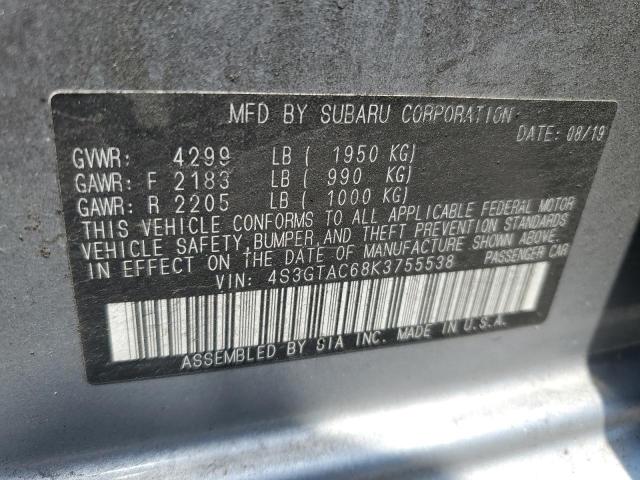 MFD BY SUBARU CORPORATION
DATE: 08/19
GVWR: 4299 LB ( 1950 KG)
GAWR: F 2183 LB ( 990 KG)
GAWR: R 2205 LB ( 1000 KG)
THIS VEHICLE CONFORMS TO ALL APPLICABLE FEDERAL MOTOR
VEHICLE SAFETY, BUMPER, AND THEFT PREVENTION STANDARDS
IN EFFECT ON THE DATE OF MANUFACTURE SHOWN ABOVE.
VIN: 4S3GTAC68K3755538 PASSENGER CAR
ASSEMBLED BY SIA INC. MADE IN U.S.A.